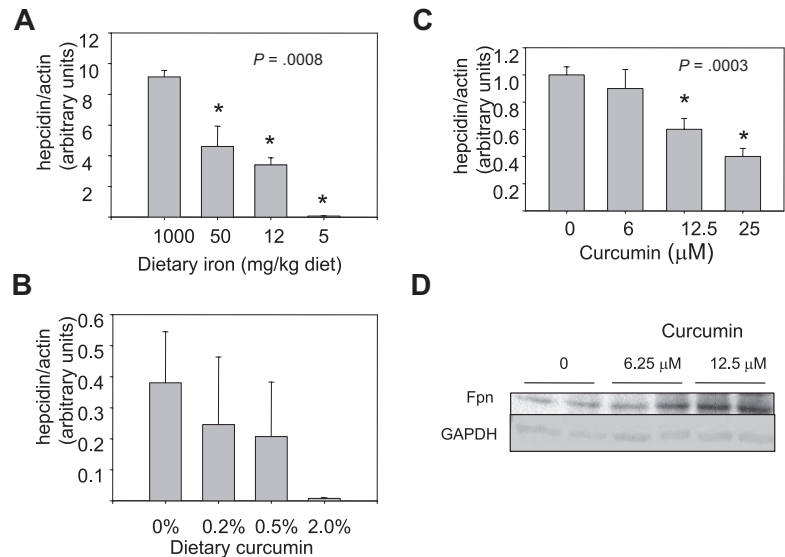 A
hepcidin/actin
(arbitrary units)
12
10
8
6
4
2
P = .0008
*
*
*
1000 50 12 5
Dietary iron (mg/kg diet)
B
hepcidin/actin
(arbitrary units)
0.6
0.5
0.4
0.3
0.2
0.1
0% 0.2% 0.5% 2.0%
Dietary curcumin
C
hepcidin/actin
(arbitrary units)
1.2
1.0
0.8
0.6
0.4
0.2
P = .0003
*
*
0 6 12.5 25
Curcumin (μM)
D
Curcumin
0 6.25 μM 12.5 μM
Fpn
GAPDH